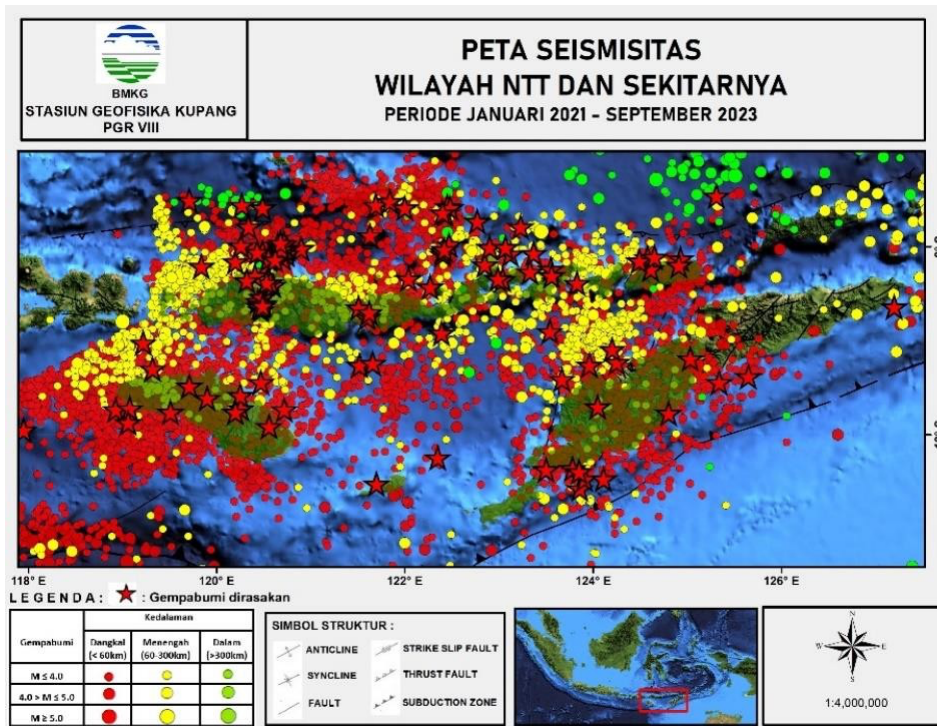 BMKG
STASIUN GEOFISIKA KUPANG
PGR VIII
PETA SEISMISITAS
WILAYAH NTT DAN SEKITARNYA
PERIODE JANUARI 2021 - SEPTEMBER 2023
118° E
120° E
122° E
124° E
126° E
LEGENDA: : Gempabumi dirasakan
Gempabumi
Kedalaman
Dangkal (< 60km)
Menengah (60-300km)
Dalam (>300km)
M ≤ 4.0
4.0 > M ≤ 5.0
M ≥ 5.0
SIMBOL STRUKTUR :
ANTICLINE
STRIKE SLIP FAULT
SYNCLINE
THRUST FAULT
FAULT
SUBDUCTION ZONE
N
W
E
S
1:4,000,000